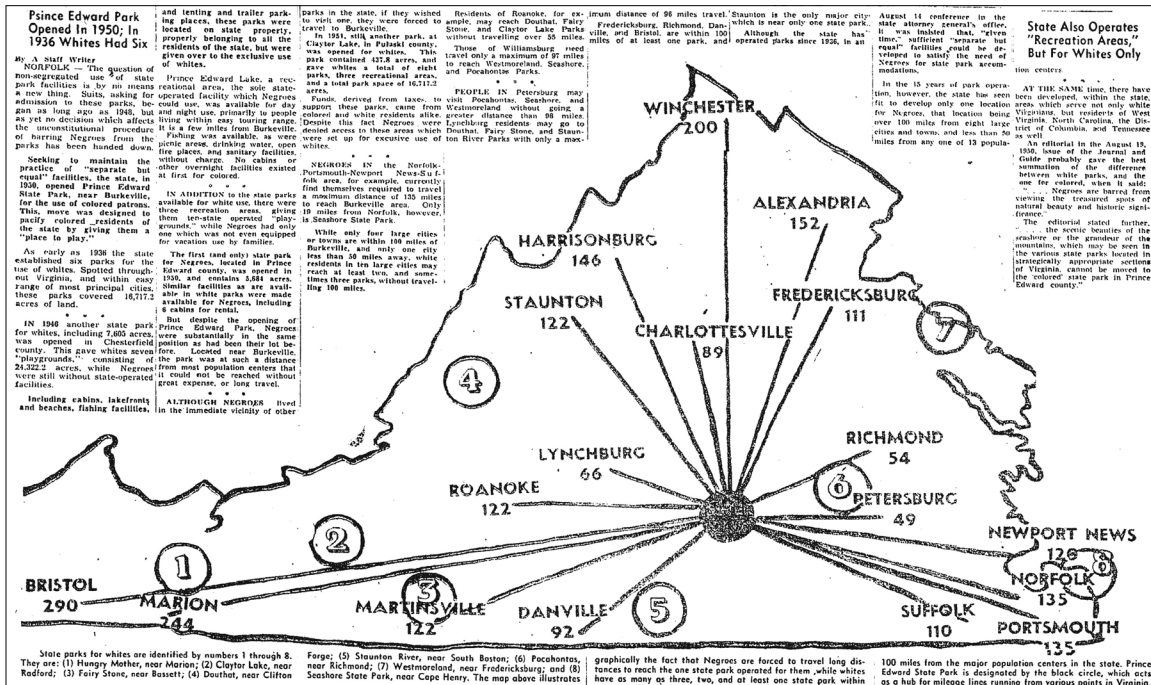 Psince Edward Park
Opened In 1950; In
1936 Whites Had Six
By A Staff Writer
NORFOLK — The question of
non-segregated use of state
park facilities is by no means
a new thing. Suits, asking for
admission to these parks, be-
gan as long ago as 1948, but
as yet no decision which affects
the unconstitutional procedure
of barring Negroes from the
parks has been handed down.
Seeking to maintain the
practice of "separate but
equal" facilities, the state, in
1950, opened Prince Edward
State Park, near Burkeville,
for the use of colored patrons.
This, move was designed to
pacify colored residents of
the state by giving them a
"place to play."
As early as 1936 the state
established six parks for the
use of whites. Spotted through-
out Virginia, and within easy
range of most principal cities,
these parks covered 16,717.2
acres of land.
* * *
IN 1946 another state park
for whites, including 7,605 acres,
was opened in Chesterfield
county. This gave whites seven
"playgrounds," consisting of
24,322.2 acres, while Negroes
were still without state-operated
facilities.
Including cabins, lakefronts
and beaches, fishing facilities,
and tenting and trailer park-
ing places, these parks were
located on state property,
properly belonging to all the
residents of the state, but were
given over to the exclusive use
of whites.
Prince Edward Lake, a rec-
reational area, the sole state-
operated facility which Negroes
could use, was available for day
and night use, primarily to people
living within easy touring range.
It is a few miles from Burkeville.
Fishing was available, as were
picnic areas, drinking water, open
fire places, and sanitary facilities,
without charge. No cabins or
other overnight facilities existed
at first for colored.
* * *
IN ADDITION to the state parks
available for white use, there were
three recreation areas, giving
them ten-state operated "play-
grounds," while Negroes had only
one which was not even equipped
for vacation use by families.
The first (and only) state park
for Negroes, located in Prince
Edward county, was opened in
1950, and contains 5,684 acres.
Similar facilities as are avail-
able in white parks were made
available for Negroes, including
6 cabins for rental.
But despite the opening of
Prince Edward Park, Negroes
were substantially in the same
position as had been their lot be-
fore. Located near Burkeville,
the park was at such a distance
from most population centers that
it could not be reached without
great expense, or long travel.
* * *
ALTHOUGH NEGROES lived
in the immediate vicinity of other
parks in the state, if they wished
to visit one, they were forced to
travel to Burkeville.
In 1951, still another park, at
Claytor Lake, in Pulaski county,
was opened for whites. This
park contained 437.8 acres, and
gave whites a total of eight
parks, three recreational areas,
and a total park space of 16,717.2
acres.
Funds, derived from taxes, to
support these parks, came from
colored and white residents alike.
Despite this fact Negroes were
denied access to these areas which
were set up for excusive use of
whites.
* * *
NEGROES IN the Norfolk-
Portsmouth-Newport News-Suf-
folk area, for example, currently
find themselves required to travel
a maximum distance of 135 miles
to reach Burkeville area. Only
19 miles from Norfolk, however,
is Seashore State Park.
While only four large cities
or towns are within 100 miles of
Burkeville, and only one city
less than 50 miles away, white
residents in ten large cities may
reach at least two, and some-
times three parks, without travel-
ling 100 miles.
Residents of Roanoke, for ex-
ample, may reach Douthat, Fairy
Stone, and Claytor Lake Parks
without travelling over 55 miles.
Those of Williamsburg need
travel only a maximum of 97 miles
to reach Westmoreland, Seashore,
and Pocahontas Parks.
* * *
PEOPLE IN Petersburg may
visit Pocahontas, Seashore, and
Westmoreland without going a
greater distance than 98 miles.
Lynchburg residents may go to
Douthat, Fairy Stone, and Staun-
ton River Parks with only a max-
imum distance of 96 miles travel.
Frederickburg, Richmond, Dan-
ville, and Bristol, are within 100
miles of at least one park, and
Staunton is the only major city
which is near only one state park.
Although the state has
operated parks since 1936, in an
August 14 conference in the
state attorney general's office,
it was insisted that, "given
time," sufficient "separate but
equal" facilities could be de-
veloped to satisfy the need of
Negroes for state park accom-
modations.
In the 15 years of park opera-
tion, however, the state has seen
fit to develop only one location
for Negroes, that location being
over 100 miles from eight large
cities and towns, and less than 50
miles from any one of 13 popula-
State Also Operates
"Recreation Areas,"
But For Whites Only
tion centers.
* * *
AT THE SAME time, there have
been developed, within the state,
areas which serve not only white
Virginians, but residents of West
Virginia, North Carolina, the Dis-
trict of Columbia, and Tennessee
as well.
An editorial in the August 19,
1950, issue of the Journal and
Guide probably gave the best
summation of the difference
between white parks, and the
one for colored, when it said:
". . . . Negroes are barred from
viewing the treasured spots of
natural beauty and historic signi-
ficance."
The editorial stated further,
". . . . the scenic beauties of the
seashore or the grandeur of the
mountains, which may be seen in
the various state parks located in
strategically appropriate sections
of Virginia, cannot be moved to
the 'colored' state park in Prince
Edward county."
WINCHESTER
200
ALEXANDRIA
152
HARRISONBURG
146
STAUNTON
122
FREDERICKSBURG
111
CHARLOTTESVILLE
89
7
4
LYNCHBURG
66
RICHMOND
54
ROANOKE
122
6
PETERSBURG
49
2
1
NEWPORT NEWS
126
8
BRISTOL
290
MARION
244
3
MARTINSVILLE
122
DANVILLE
92
5
SUFFOLK
110
NORFOLK
135
PORTSMOUTH
135
State parks for whites are identified by numbers 1 through 8.
They are: (1) Hungry Mother, near Marion; (2) Claytor Lake, near
Radford; (3) Fairy Stone, near Bassett; (4) Douthat, near Clifton
Forge; (5) Staunton River, near South Boston; (6) Pocahontas,
near Richmond; (7) Westmoreland, near Fredericksburg; and (8)
Seashore State Park, near Cape Henry. The map above illustrates
graphically the fact that Negroes are forced to travel long dis-
tances to reach the one state park operated for them ,while whites
have as many as three, two, and at least one state park within
100 miles from the major population centers in the state. Prince
Edward State Park is designated by the black circle, which acts
as a hub for mileage lines running from various points in Virginia.